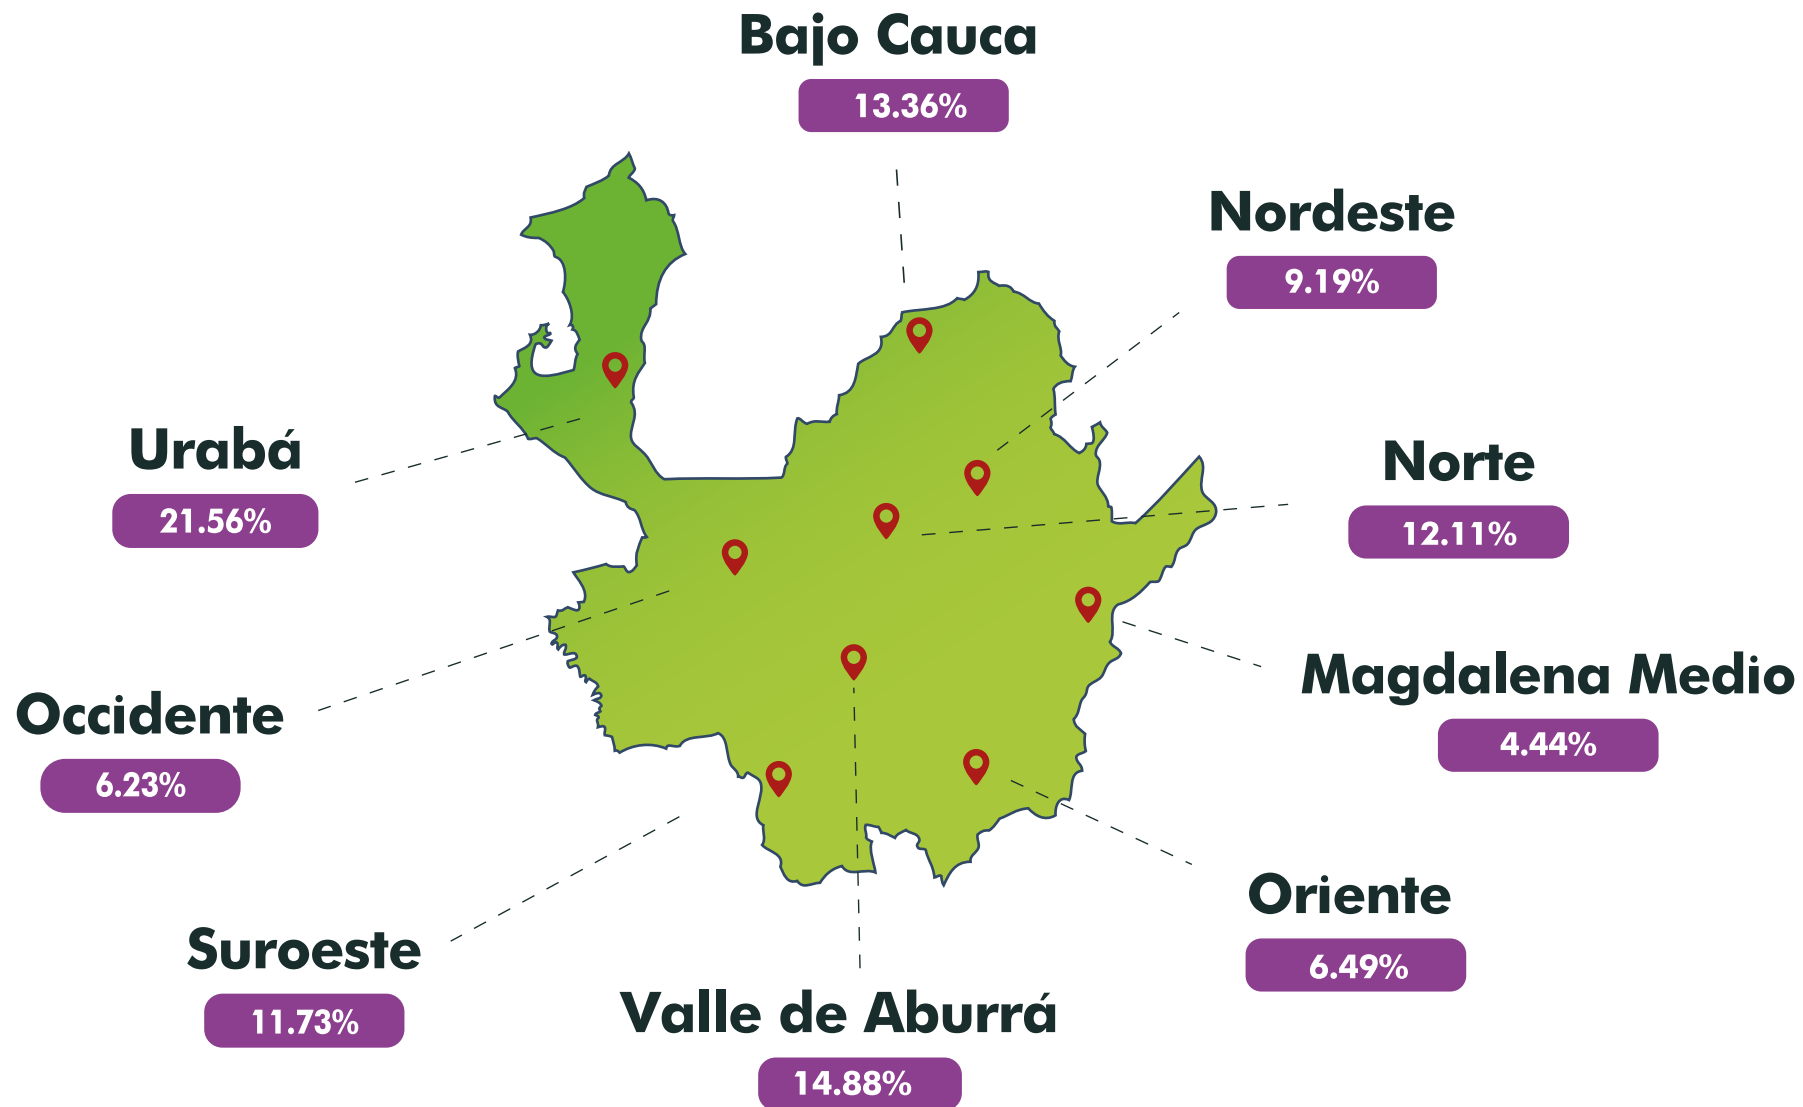 Bajo Cauca
13.36%
Nordeste
9.19%
Urabá
21.56%
Norte
12.11%
Magdalena Medio
4.44%
Occidente
6.23%
Oriente
6.49%
Suroeste
11.73%
Valle de Aburrá
14.88%